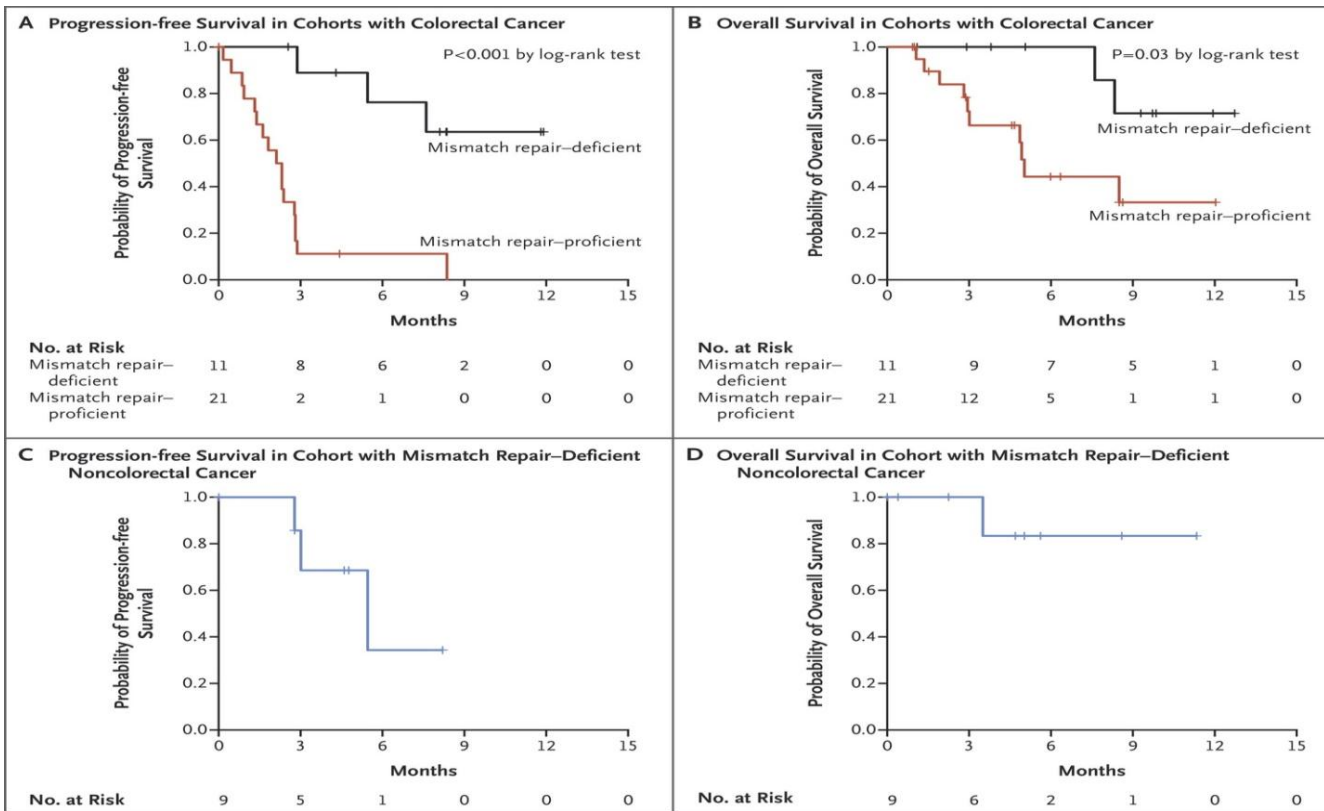 A Progression-free Survival in Cohorts with Colorectal Cancer
Probability of Progression-free
Survival
1.0
0.8
0.6
0.4
0.2
0.0
P<0.001 by log-rank test
Mismatch repair–deficient
Mismatch repair–proficient
0 3 6 9 12 15
Months
No. at Risk
Mismatch repair–
deficient
11 8 6 2 0 0
Mismatch repair–
proficient
21 2 1 0 0 0
B Overall Survival in Cohorts with Colorectal Cancer
Probability of Overall Survival
1.0
0.8
0.6
0.4
0.2
0.0
P=0.03 by log-rank test
Mismatch repair–deficient
Mismatch repair–proficient
0 3 6 9 12 15
Months
No. at Risk
Mismatch repair–
deficient
11 9 7 5 1 0
Mismatch repair–
proficient
21 12 5 1 1 0
C Progression-free Survival in Cohort with Mismatch Repair–Deficient
Noncolorectal Cancer
Probability of Progression-free
Survival
1.0
0.8
0.6
0.4
0.2
0.0
0 3 6 9 12 15
Months
No. at Risk 9 5 1 0 0 0
D Overall Survival in Cohort with Mismatch Repair–Deficient
Noncolorectal Cancer
Probability of Overall Survival
1.0
0.8
0.6
0.4
0.2
0.0
0 3 6 9 12 15
Months
No. at Risk 9 6 2 1 0 0